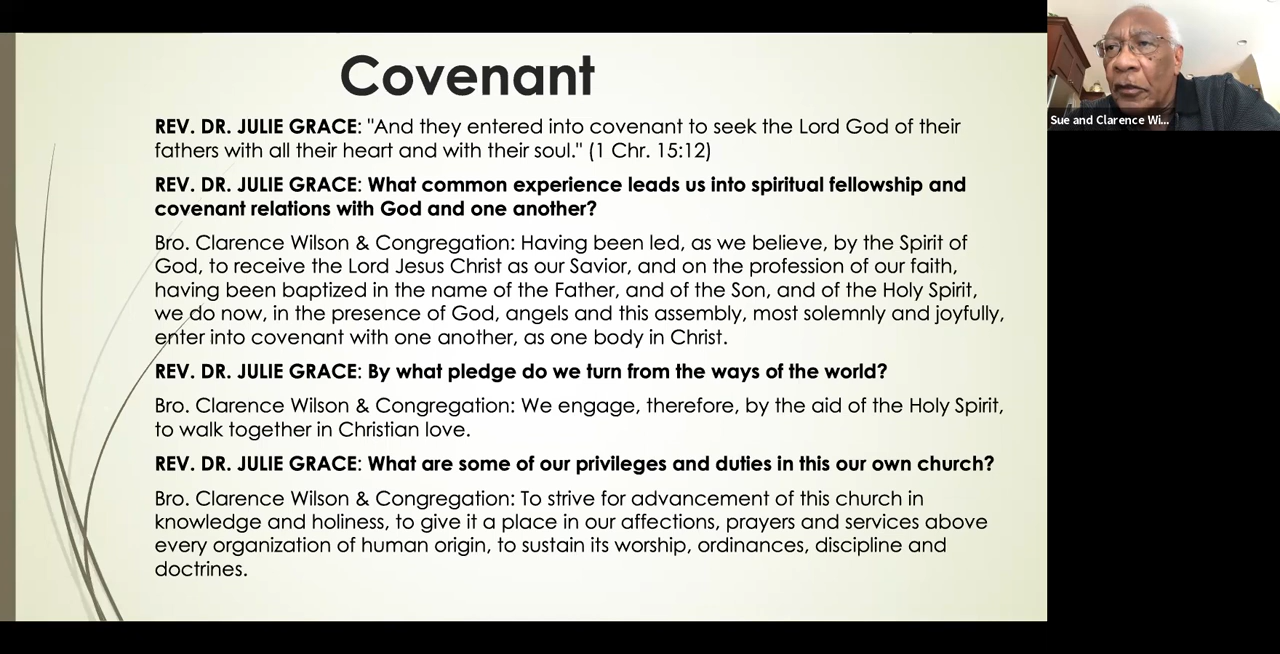 Covenant
REV. DR. JULIE GRACE: "And they entered into covenant to seek the Lord God of their
fathers with all their heart and with their soul." (1 Chr. 15:12)
REV. DR. JULIE GRACE: What common experience leads us into spiritual fellowship and
covenant relations with God and one another?
Bro. Clarence Wilson & Congregation: Having been led, as we believe, by the Spirit of
God, to receive the Lord Jesus Christ as our Savior, and on the profession of our faith,
having been baptized in the name of the Father, and of the Son, and of the Holy Spirit,
we do now, in the presence of God, angels and this assembly, most solemnly and joyfully,
enter into covenant with one another, as one body in Christ.
REV. DR. JULIE GRACE: By what pledge do we turn from the ways of the world?
Bro. Clarence Wilson & Congregation: We engage, therefore, by the aid of the Holy Spirit,
to walk together in Christian love.
REV. DR. JULIE GRACE: What are some of our privileges and duties in this our own church?
Bro. Clarence Wilson & Congregation: To strive for advancement of this church in
knowledge and holiness, to give it a place in our affections, prayers and services above
every organization of human origin, to sustain its worship, ordinances, discipline and
doctrines.
Sue and Clarence Wi...